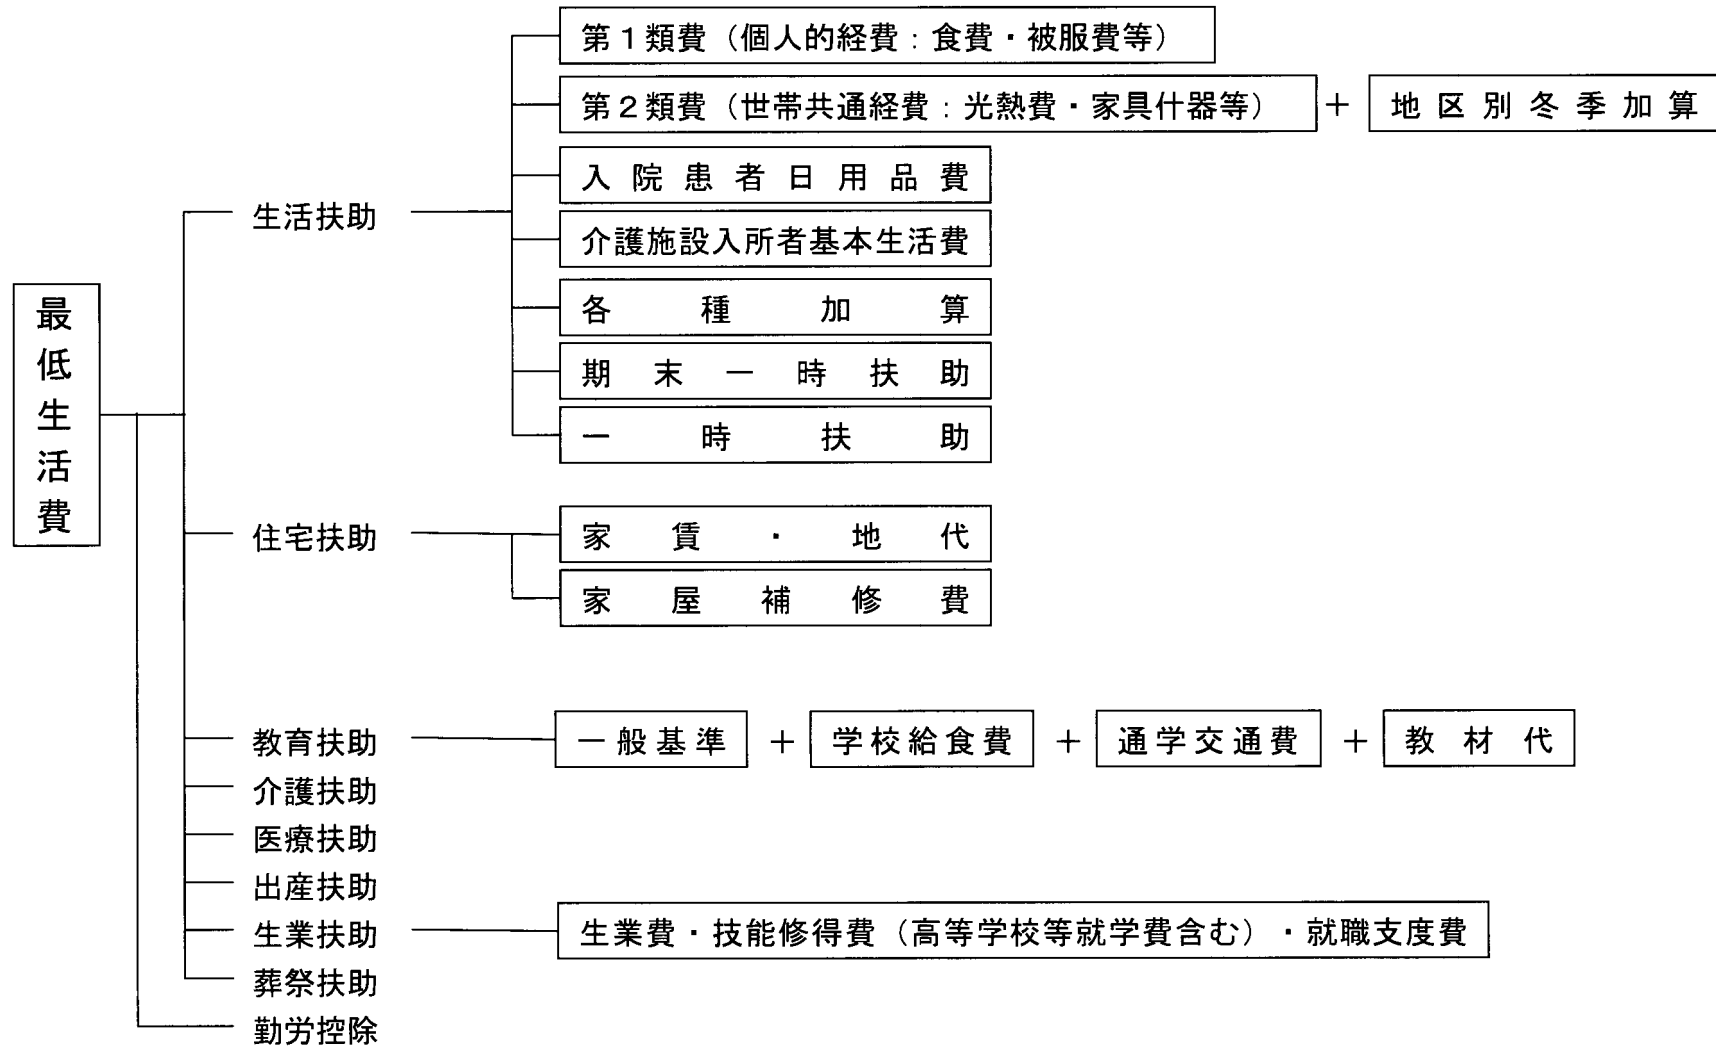 最低生活費
生活扶助
第1類費（個人的経費：食費・被服費等）
第2類費（世帯共通経費：光熱費・家具什器等） ＋ 地区別冬季加算
入院患者日用品費
介護施設入所者基本生活費
各種加算
期末一時扶助
一時扶助
住宅扶助
家賃・地代
家屋補修費
教育扶助 一般基準 ＋ 学校給食費 ＋ 通学交通費 ＋ 教材代
介護扶助
医療扶助
出産扶助
生業扶助 生業費・技能修得費（高等学校等就学費含む）・就職支度費
葬祭扶助
勤労控除